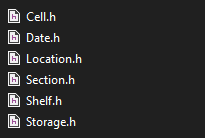 Cell.h
Date.h
Location.h
Section.h
Shelf.h
Storage.h